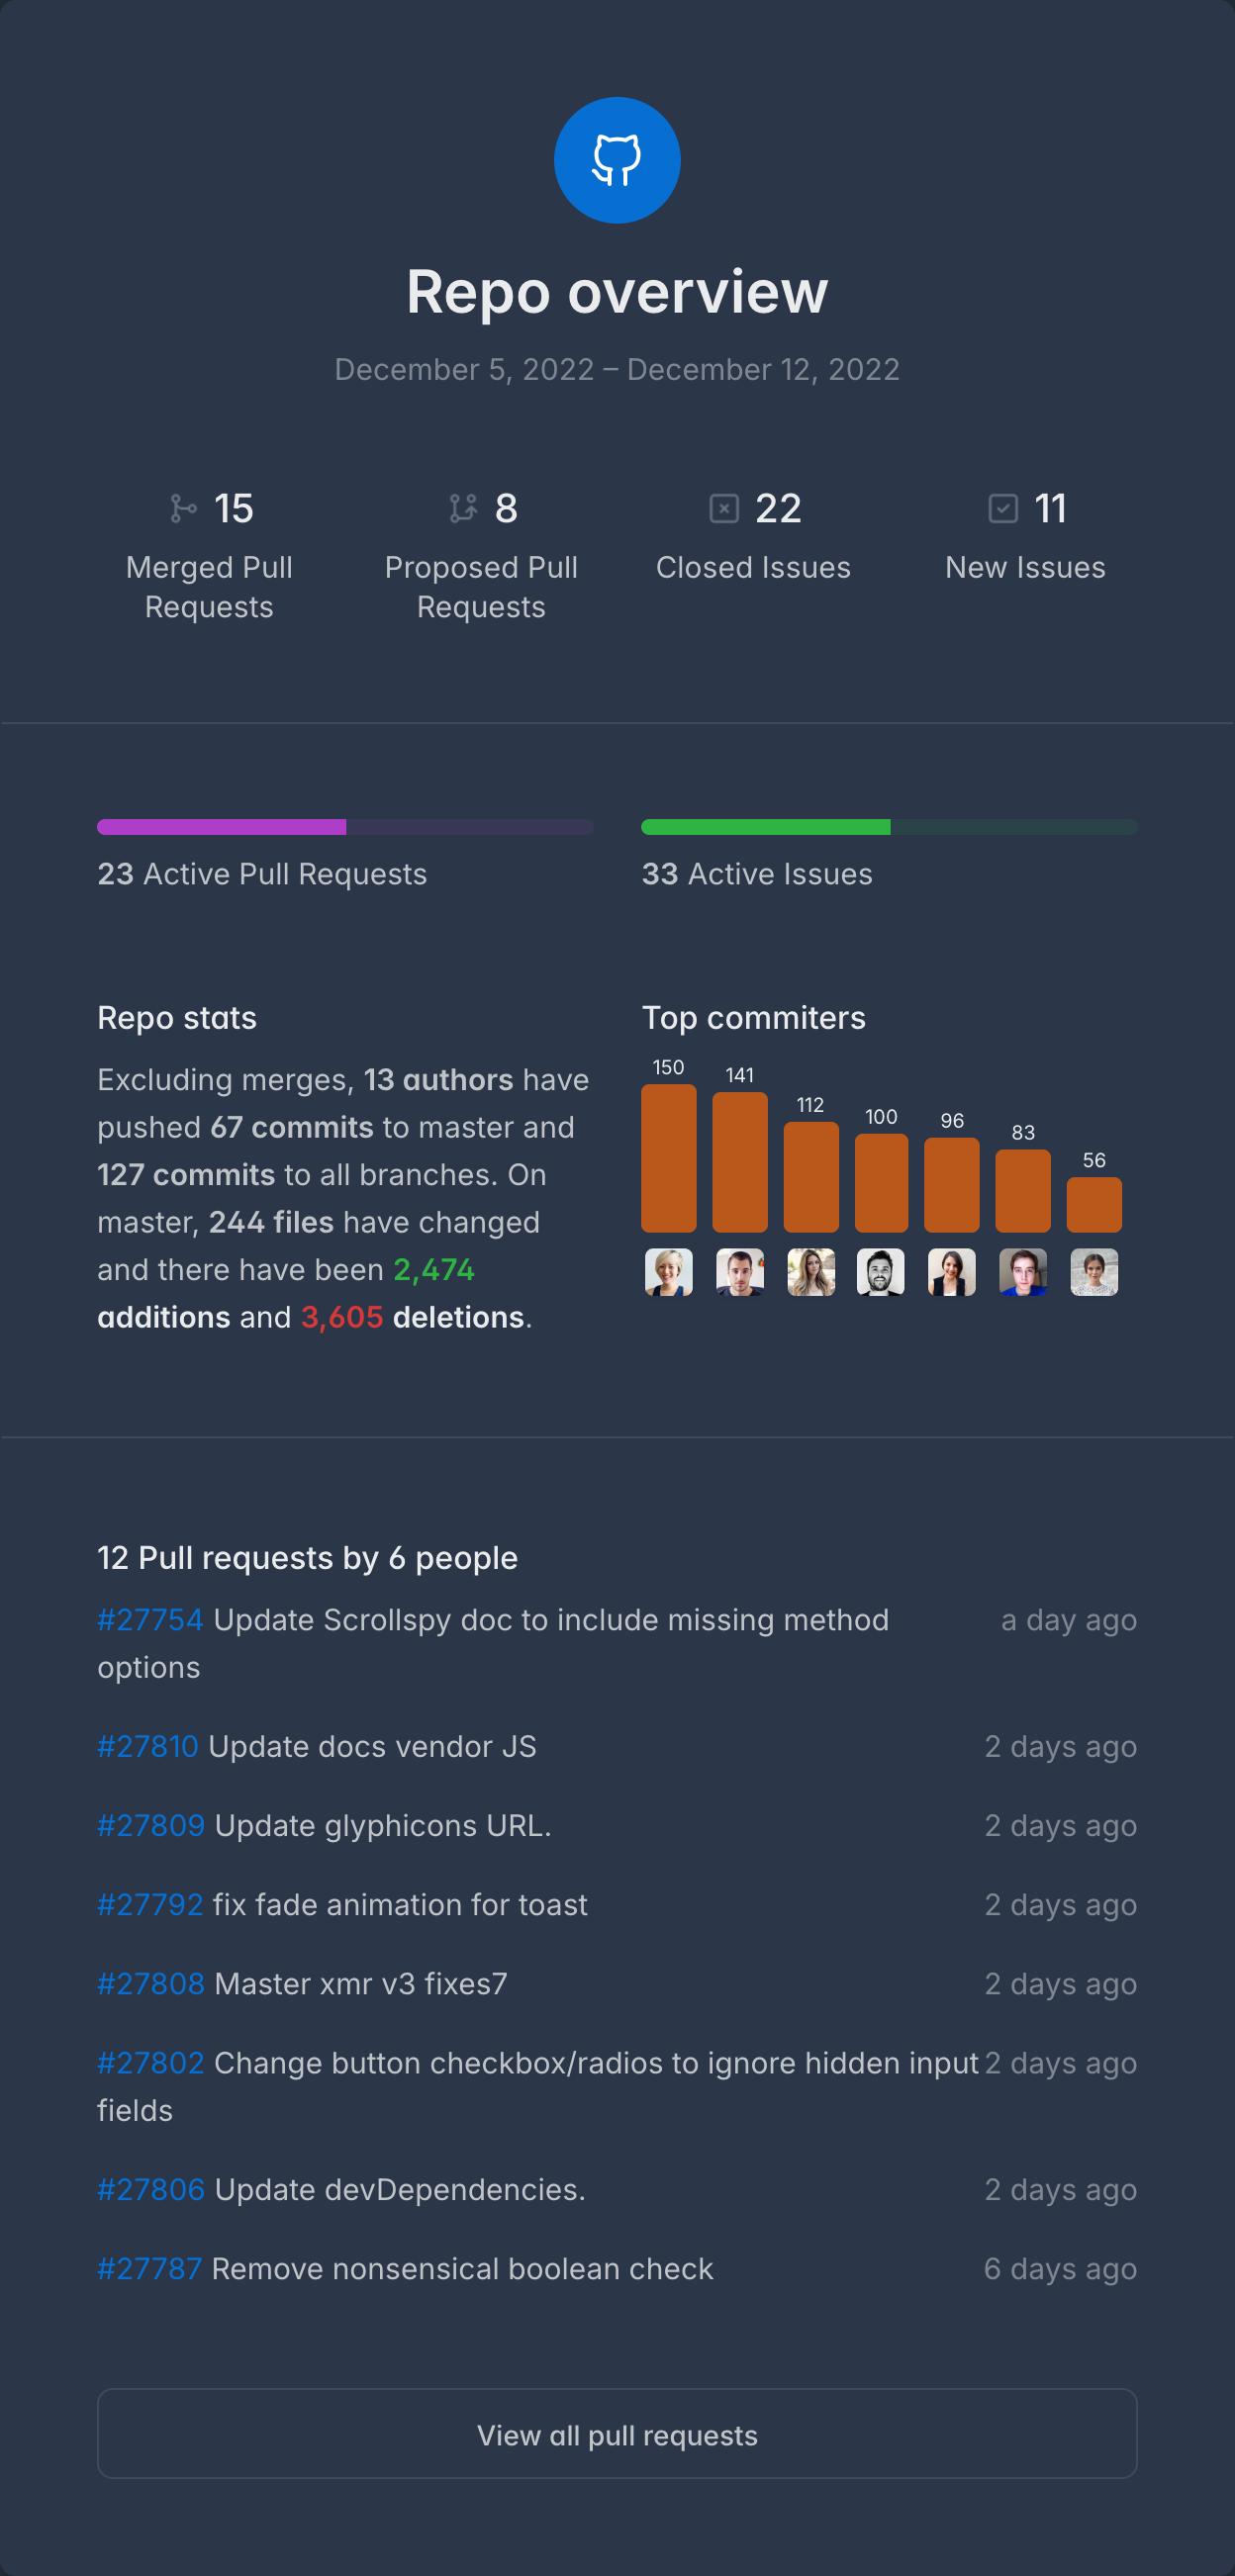 Repo overview
December 5, 2022 – December 12, 2022
15
Merged Pull
Requests
8
Proposed Pull
Requests
22
Closed Issues
11
New Issues
23 Active Pull Requests
33 Active Issues
Repo stats
Excluding merges, 13 authors have
pushed 67 commits to master and
127 commits to all branches. On
master, 244 files have changed
and there have been 2,474
additions and 3,605 deletions.
Top commiters
150
141
112
100
96
83
56
12 Pull requests by 6 people
#27754 Update Scrollspy doc to include missing method a day ago
options
#27810 Update docs vendor JS 2 days ago
#27809 Update glyphicons URL. 2 days ago
#27792 fix fade animation for toast 2 days ago
#27808 Master xmr v3 fixes7 2 days ago
#27802 Change button checkbox/radios to ignore hidden input 2 days ago
fields
#27806 Update devDependencies. 2 days ago
#27787 Remove nonsensical boolean check 6 days ago
View all pull requests